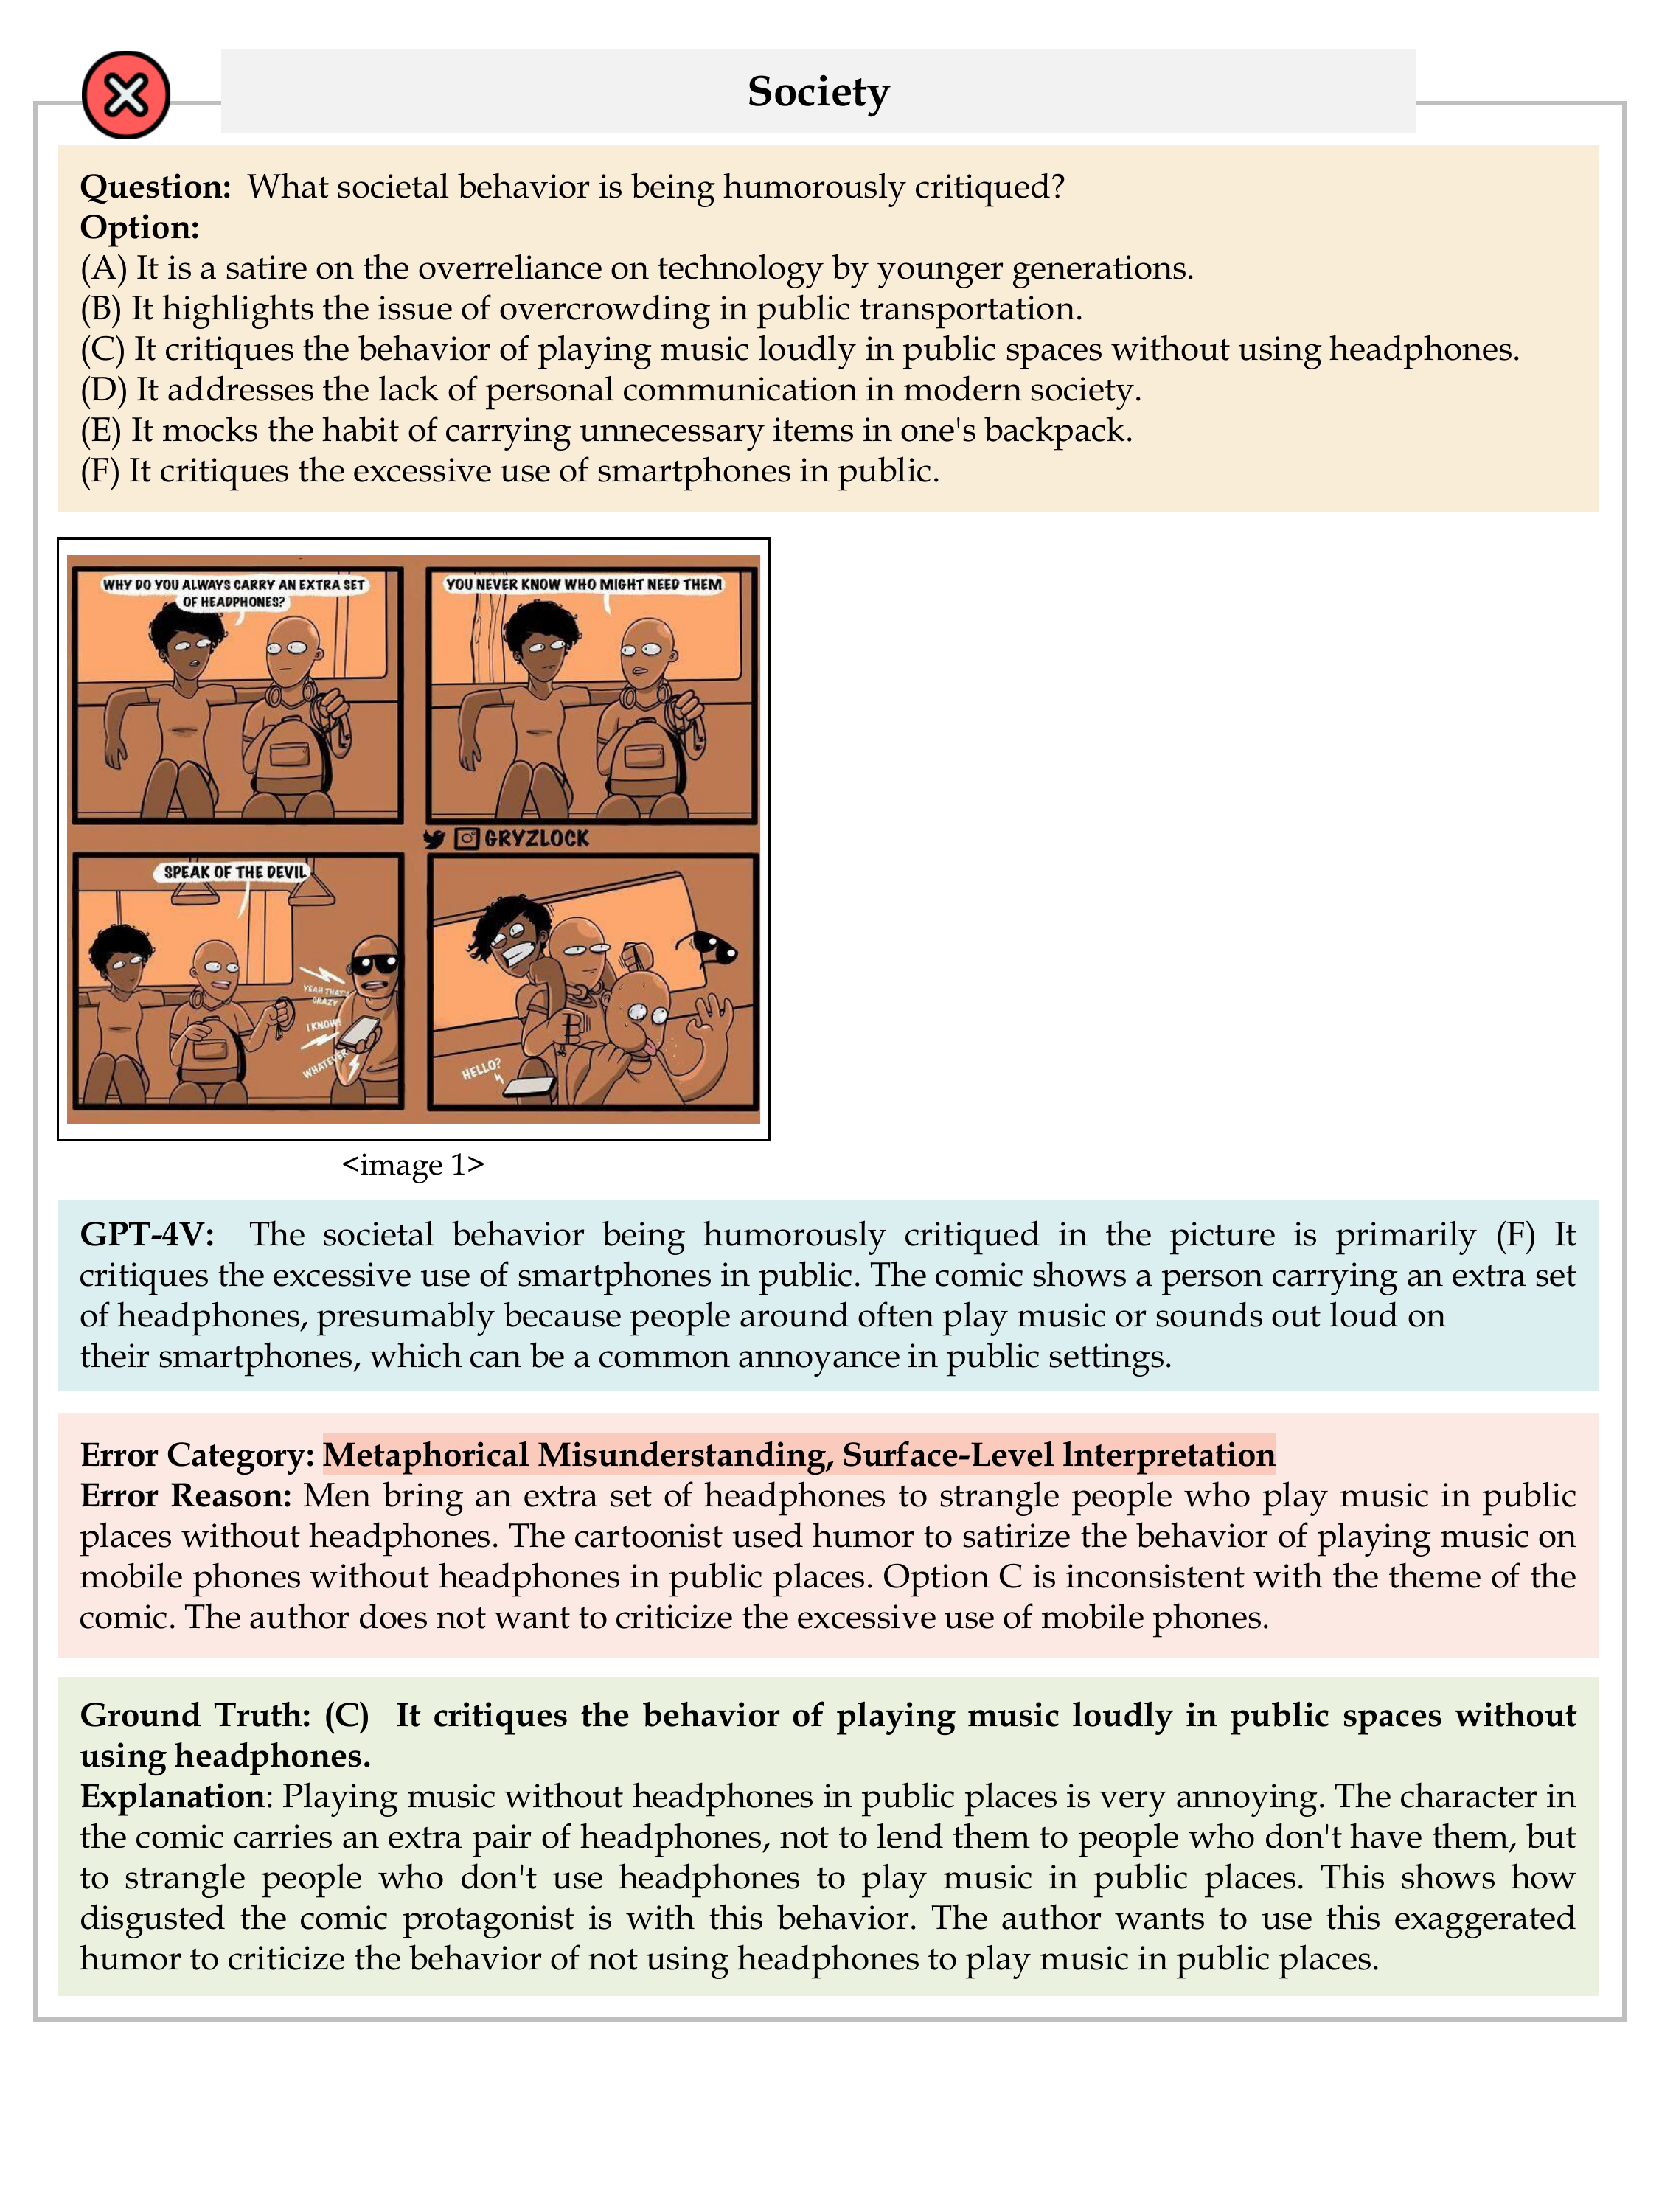 Society
Question: What societal behavior is being humorously critiqued?
Option:
(A) It is a satire on the overreliance on technology by younger generations.
(B) It highlights the issue of overcrowding in public transportation.
(C) It critiques the behavior of playing music loudly in public spaces without using headphones.
(D) It addresses the lack of personal communication in modern society.
(E) It mocks the habit of carrying unnecessary items in one's backpack.
(F) It critiques the excessive use of smartphones in public.
WHY DO YOU ALWAYS CARRY AN EXTRA SET
OF HEADPHONES?
YOU NEVER KNOW WHO MIGHT NEED THEM
GRYZLOCK
SPEAK OF THE DEVIL
YEAH THAT'S
CRAZY
I KNOW!
WHATEVER
HELLO?
<image 1>
GPT-4V: The societal behavior being humorously critiqued in the picture is primarily (F) It
critiques the excessive use of smartphones in public. The comic shows a person carrying an extra set
of headphones, presumably because people around often play music or sounds out loud on
their smartphones, which can be a common annoyance in public settings.
Error Category: Metaphorical Misunderstanding, Surface-Level Interpretation
Error Reason: Men bring an extra set of headphones to strangle people who play music in public
places without headphones. The cartoonist used humor to satirize the behavior of playing music on
mobile phones without headphones in public places. Option C is inconsistent with the theme of the
comic. The author does not want to criticize the excessive use of mobile phones.
Ground Truth: (C) It critiques the behavior of playing music loudly in public spaces without
using headphones.
Explanation: Playing music without headphones in public places is very annoying. The character in
the comic carries an extra pair of headphones, not to lend them to people who don't have them, but
to strangle people who don't use headphones to play music in public places. This shows how
disgusted the comic protagonist is with this behavior. The author wants to use this exaggerated
humor to criticize the behavior of not using headphones to play music in public places.